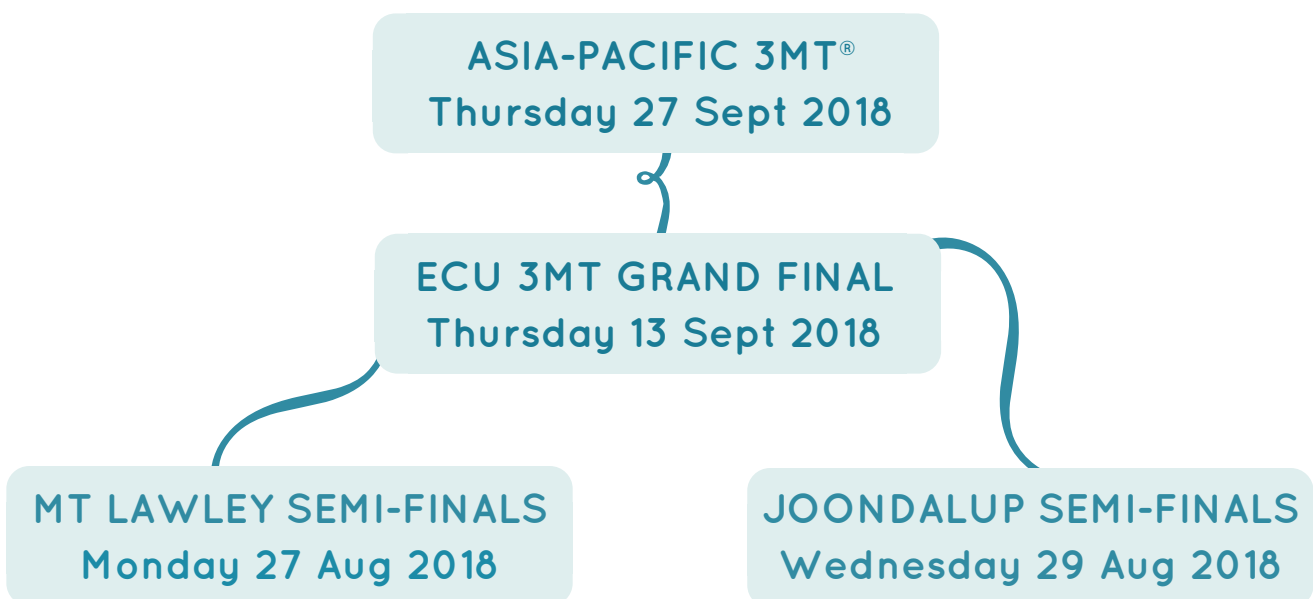 ASIA-PACIFIC 3MT®
Thursday 27 Sept 2018
ECU 3MT GRAND FINAL
Thursday 13 Sept 2018
MT LAWLEY SEMI-FINALS
Monday 27 Aug 2018
JOONDALUP SEMI-FINALS
Wednesday 29 Aug 2018